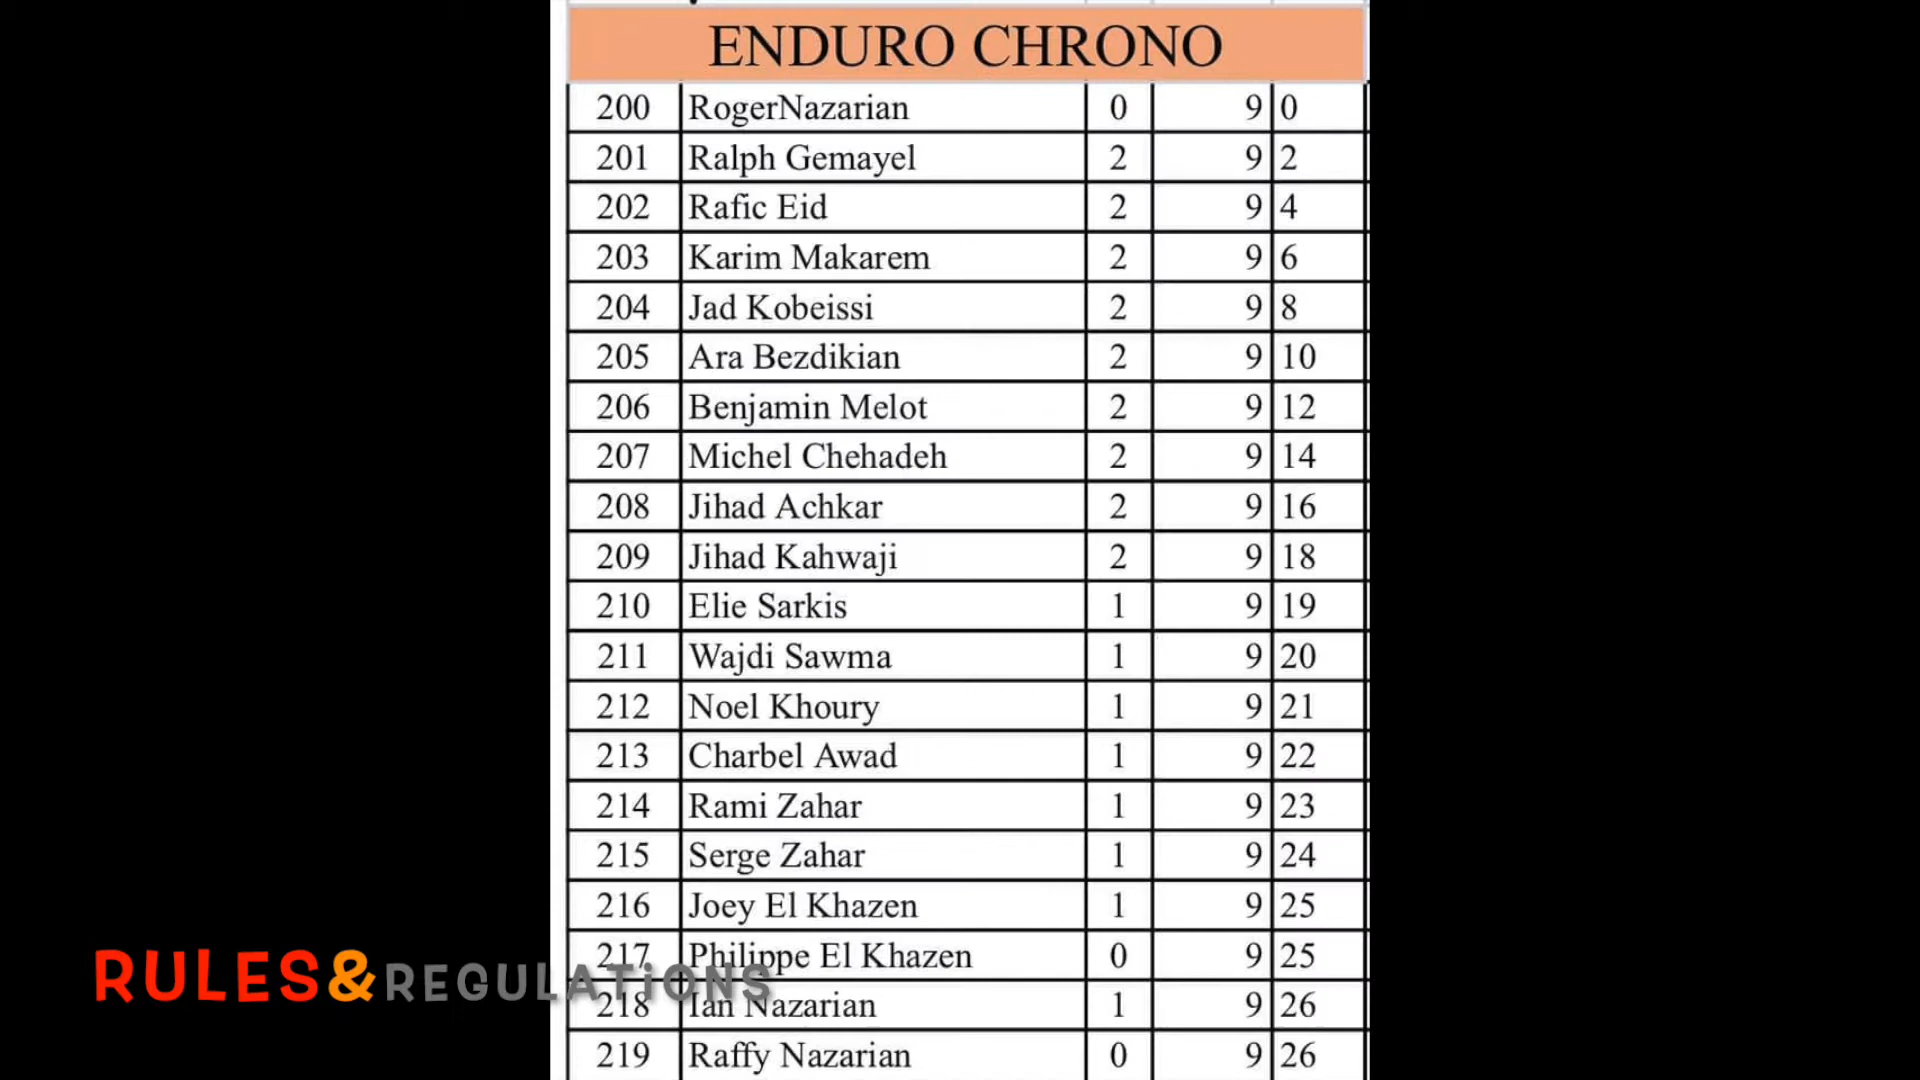 ENDURO CHRONO
200 RogerNazarian 0 9 0
201 Ralph Gemayel 2 9 2
202 Rafic Eid 2 9 4
203 Karim Makarem 2 9 6
204 Jad Kobeissi 2 9 8
205 Ara Bezdikian 2 9 10
206 Benjamin Melot 2 9 12
207 Michel Chehadeh 2 9 14
208 Jihad Achkar 2 9 16
209 Jihad Kahwaji 2 9 18
210 Elie Sarkis 1 9 19
211 Wajdi Sawma 1 9 20
212 Noel Khoury 1 9 21
213 Charbel Awad 1 9 22
214 Rami Zahar 1 9 23
215 Serge Zahar 1 9 24
216 Joey El Khazen 1 9 25
217 Philippe El Khazen 0 9 25
RULES&REGULATiONS
218 Ian Nazarian 1 9 26
219 Raffy Nazarian 0 9 26